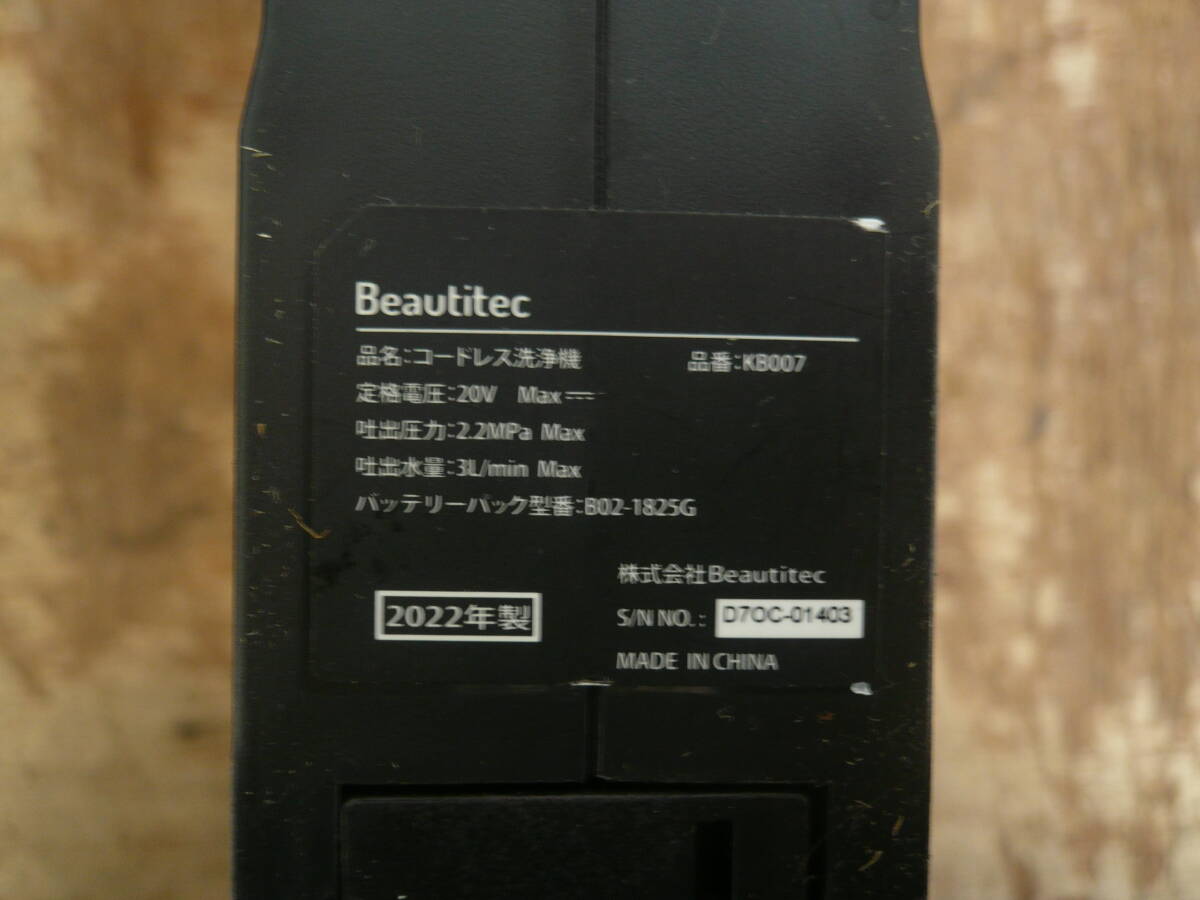 Beautitec
品名:コードレス洗浄機 品番:KB007
定格電圧:20V Max ⎓
吐出圧力:2.2MPa Max
吐出水量:3L/min Max
バッテリーパック型番:B02-1825G
株式会社Beautitec
2022年製 S/N NO.: D7OC-01403
MADE IN CHINA